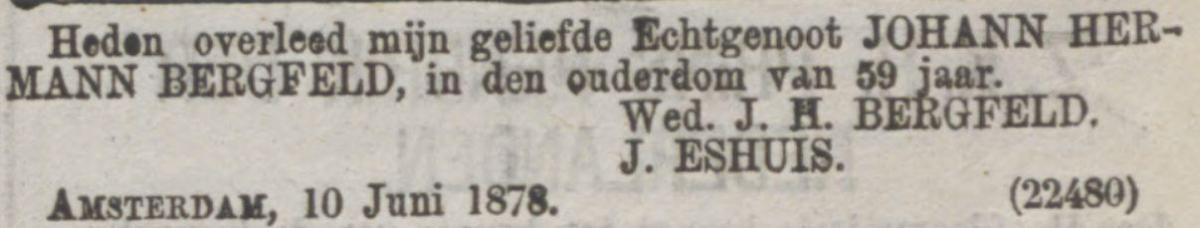 Heden overleed mijn geliefde Echtgenoot JOHANN HER-
MANN BERGFELD, in den ouderdom van 59 jaar.
Wed. J. H. BERGFELD.
J. ESHUIS.
AMSTERDAM, 10 Juni 1878. (22480)